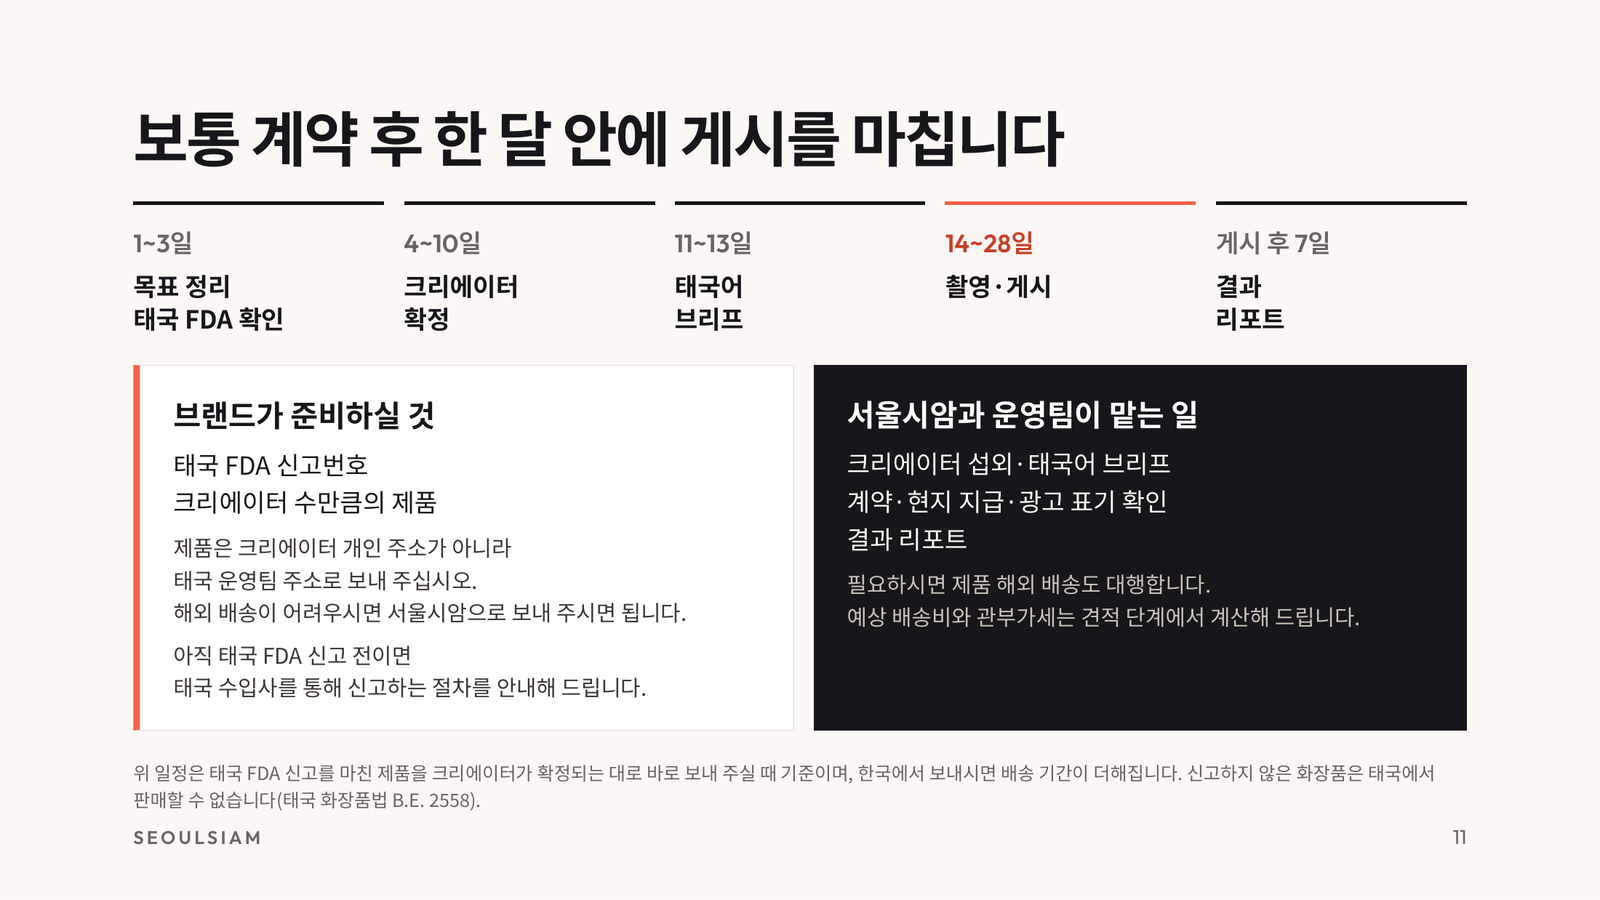 보통 계약 후 한 달 안에 게시를 마칩니다
1~3일
목표 정리
태국 FDA 확인
4~10일
크리에이터
확정
11~13일
태국어
브리프
14~28일
촬영·게시
게시 후 7일
결과
리포트
브랜드가 준비하실 것
태국 FDA 신고번호
크리에이터 수만큼의 제품
제품은 크리에이터 개인 주소가 아니라
태국 운영팀 주소로 보내 주십시오.
해외 배송이 어려우시면 서울시암으로 보내 주시면 됩니다.
아직 태국 FDA 신고 전이면
태국 수입사를 통해 신고하는 절차를 안내해 드립니다.
서울시암과 운영팀이 맡는 일
크리에이터 섭외·태국어 브리프
계약·현지 지급·광고 표기 확인
결과 리포트
필요하시면 제품 해외 배송도 대행합니다.
예상 배송비와 관부가세는 견적 단계에서 계산해 드립니다.
위 일정은 태국 FDA 신고를 마친 제품을 크리에이터가 확정되는 대로 바로 보내 주실 때 기준이며, 한국에서 보내시면 배송 기간이 더해집니다. 신고하지 않은 화장품은 태국에서
판매할 수 없습니다(태국 화장품법 B.E. 2558).
SEOULSIAM
11